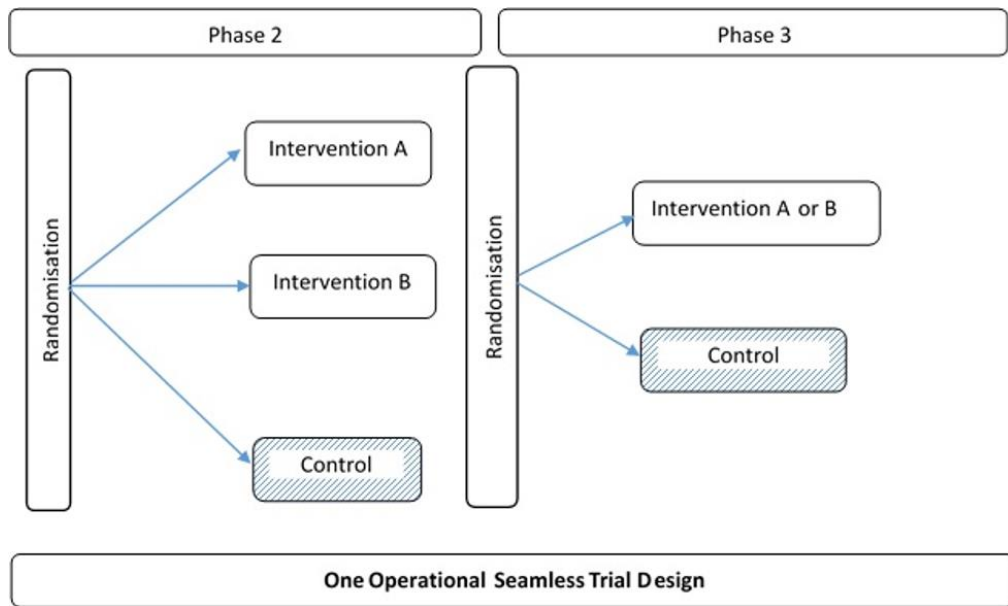 Phase 2
Phase 3
Randomisation
Intervention A
Intervention B
Control
Randomisation
Intervention A or B
Control
One Operational Seamless Trial Design